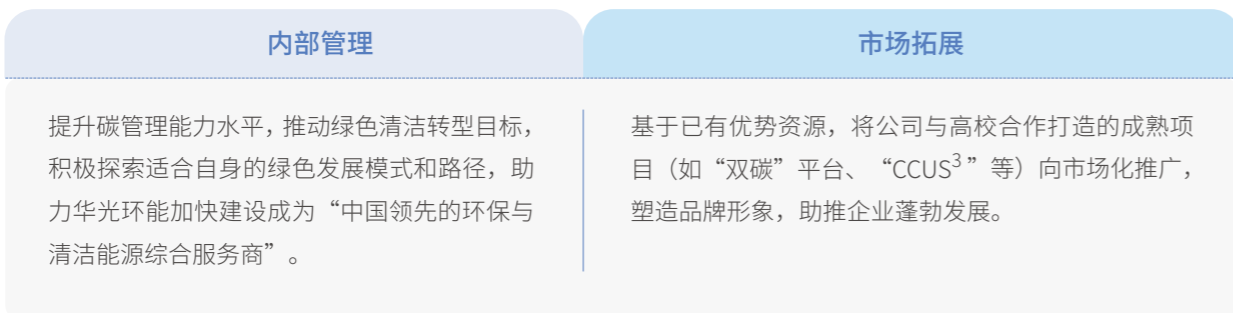 内部管理
提升碳管理能力水平，推动绿色清洁转型目标，
积极探索适合自身的绿色发展模式和路径，助
力华光环能加快建设成为“中国领先的环保与
清洁能源综合服务商”。
市场拓展
基于已有优势资源，将公司与高校合作打造的成熟项
目（如“双碳”平台、“CCUS³”等）向市场化推广，
塑造品牌形象，助推企业蓬勃发展。